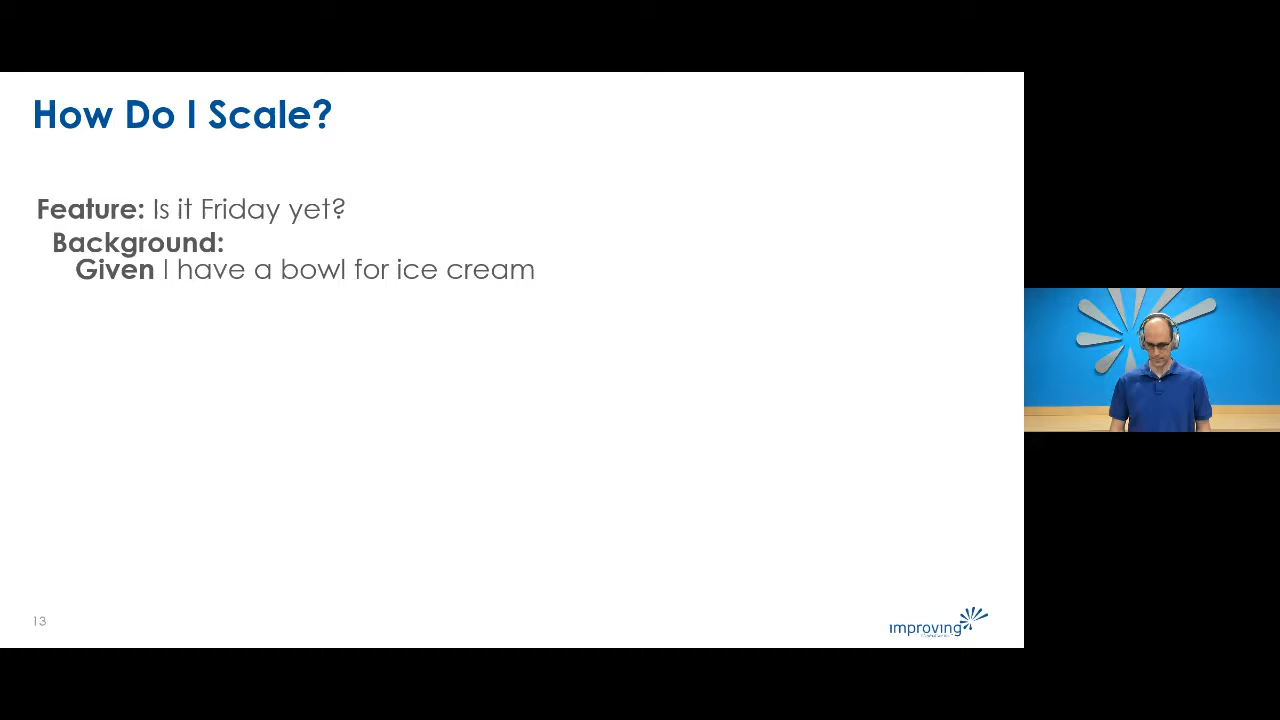 How Do I Scale?
Feature: Is it Friday yet?
Background:
Given I have a bowl for ice cream
13
improving